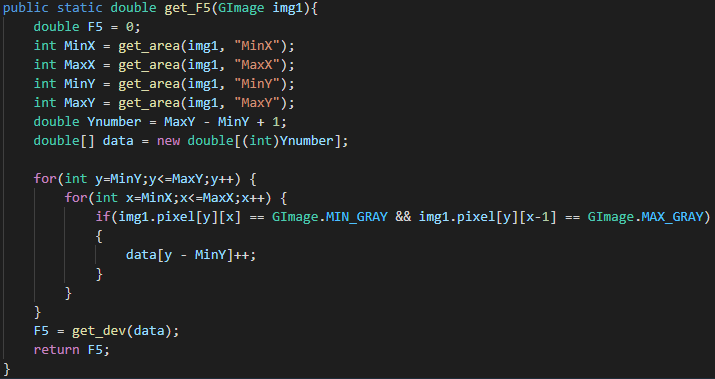 public static double get_F5(GImage img1){
double F5 = 0;
int MinX = get_area(img1, "MinX");
int MaxX = get_area(img1, "MaxX");
int MinY = get_area(img1, "MinY");
int MaxY = get_area(img1, "MaxY");
double Ynumber = MaxY - MinY + 1;
double[] data = new double[(int)Ynumber];
for(int y=MinY;y<=MaxY;y++) {
for(int x=MinX;x<=MaxX;x++) {
if(img1.pixel[y][x] == GImage.MIN_GRAY && img1.pixel[y][x-1] == GImage.MAX_GRAY)
{
data[y - MinY]++;
}
}
}
F5 = get_dev(data);
return F5;
}